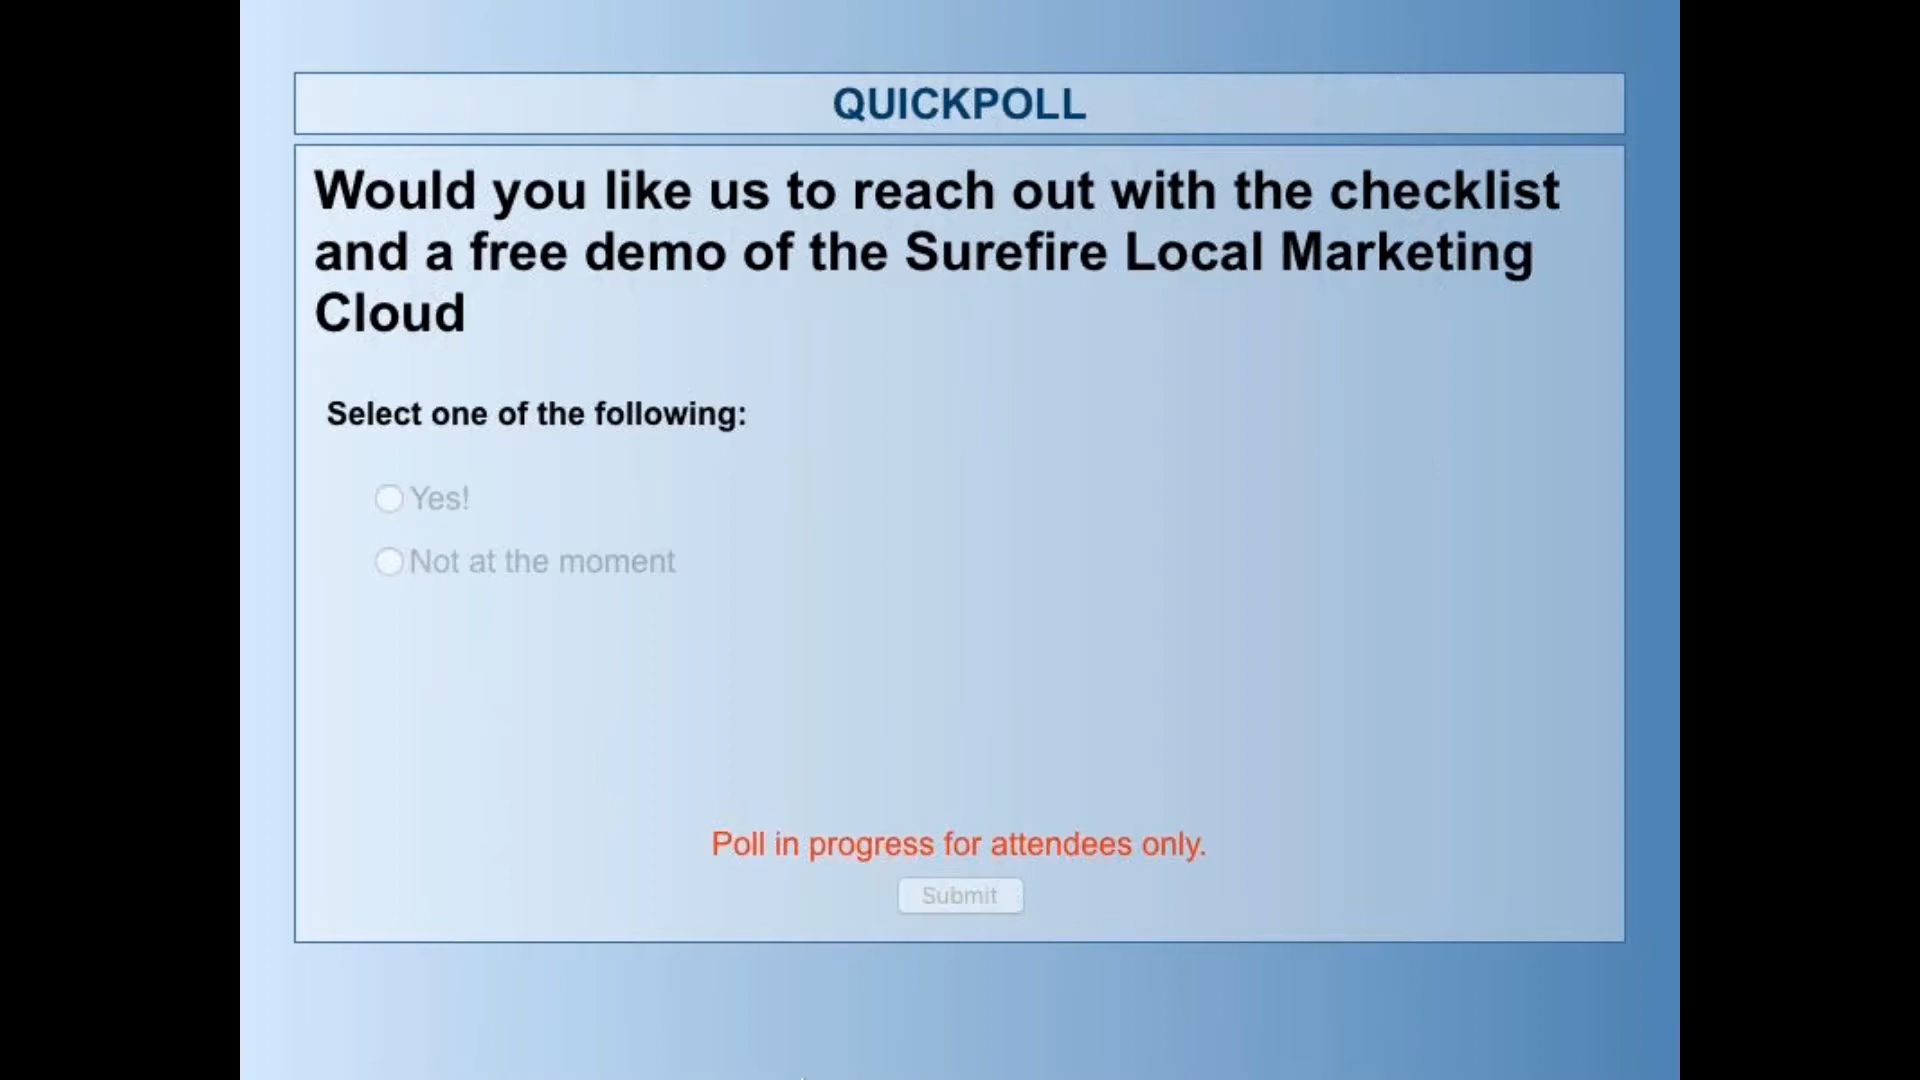 QUICKPOLL
Would you like us to reach out with the checklist
and a free demo of the Surefire Local Marketing
Cloud
Select one of the following:
Yes!
Not at the moment
Poll in progress for attendees only.
Submit